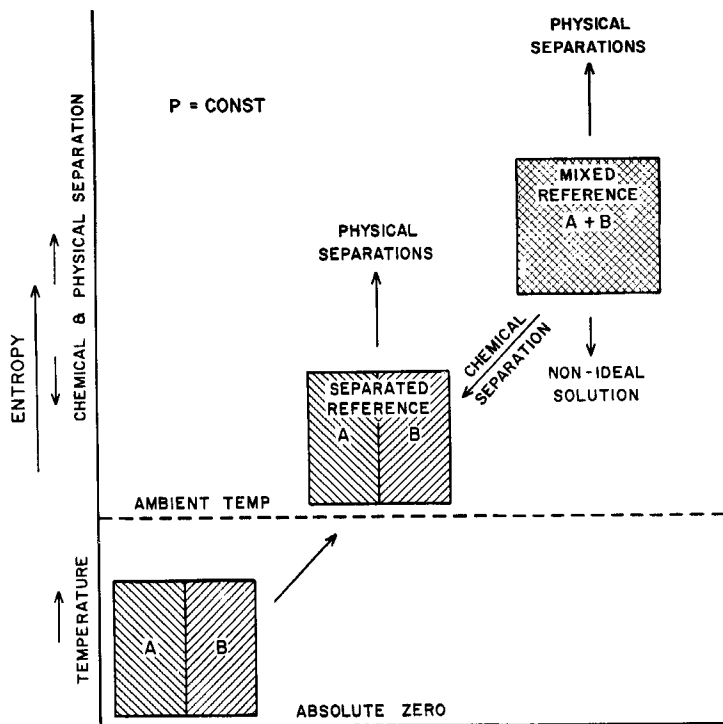 PHYSICAL
SEPARATIONS
P = CONST
MIXED
REFERENCE
A + B
PHYSICAL
SEPARATIONS
CHEMICAL
SEPARATION
NON-IDEAL
SOLUTION
SEPARATED
REFERENCE
A B
AMBIENT TEMP
A B
ABSOLUTE ZERO
ENTROPY
CHEMICAL & PHYSICAL SEPARATION
TEMPERATURE